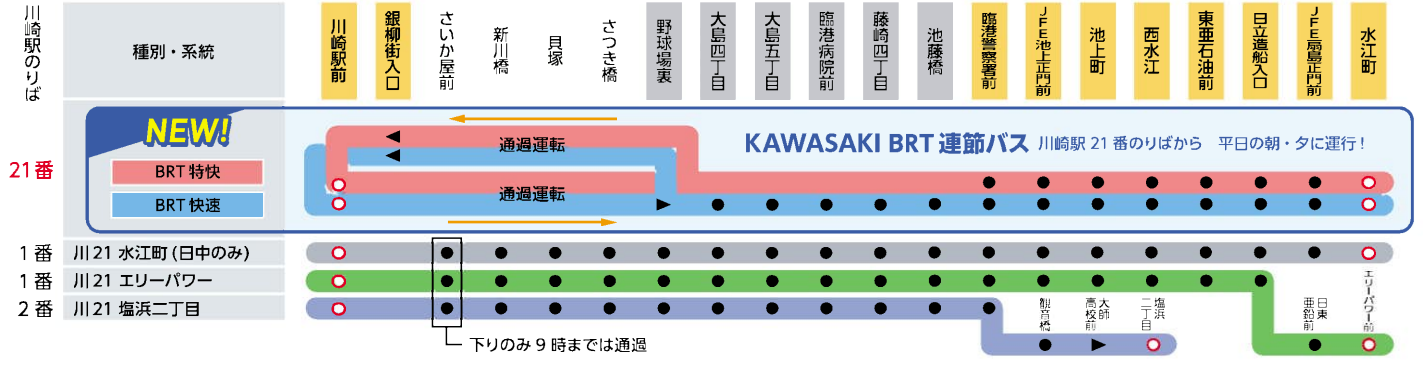 川崎駅のりば
種別・系統
川崎駅前
銀柳街入口
さいか屋前
新川橋
貝塚
さつき橋
野球場裏
大島四丁目
大島五丁目
臨港病院前
藤崎四丁目
池藤橋
臨港警察署前
JFE池上正門前
池上町
西水江
東亜石油前
日立造船入口
JFE扇島正門前
水江町
NEW!
通過運転
KAWASAKI BRT 連節バス 川崎駅 21 番のりばから 平日の朝・夕に運行!
21番
BRT 特快
BRT 快速
通過運転
1番 川21 水江町(日中のみ)
1番 川21 エリーパワー
2番 川21 塩浜二丁目
観音橋
大師高校前
塩浜二丁目
日東亜鉛前
エリーパワー前
下りのみ9時までは通過